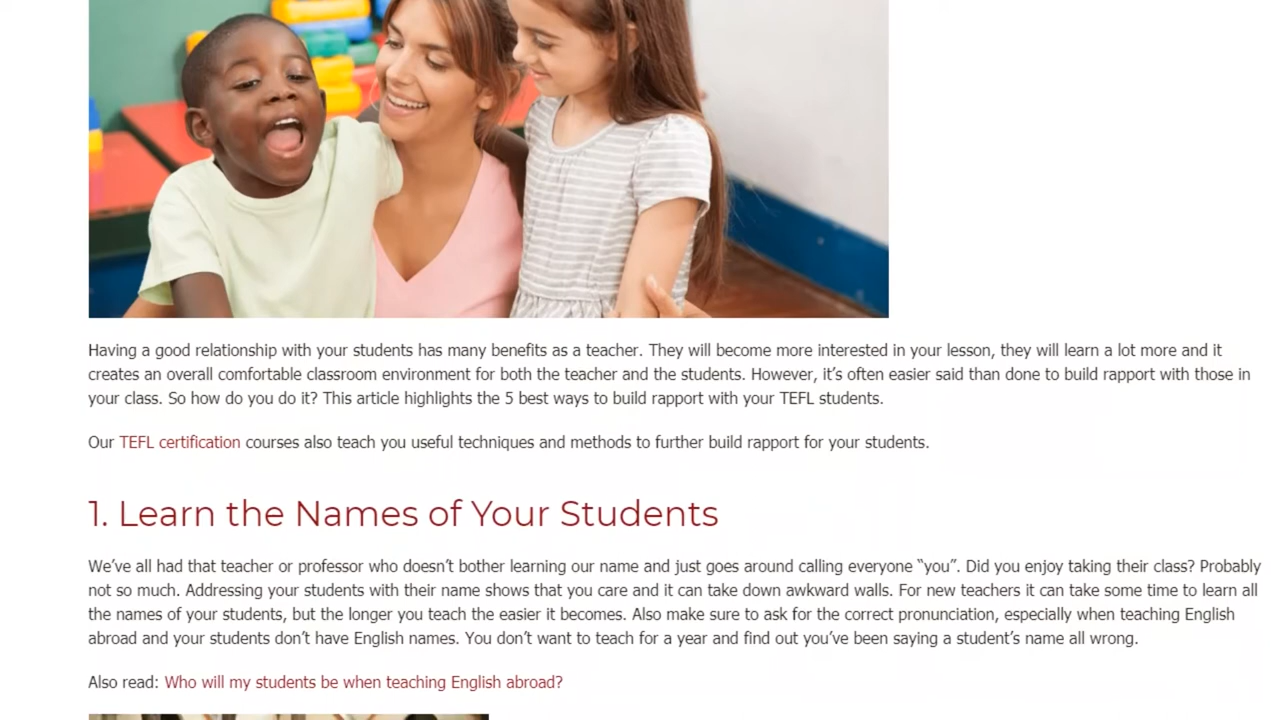 Having a good relationship with your students has many benefits as a teacher. They will become more interested in your lesson, they will learn a lot more and it
creates an overall comfortable classroom environment for both the teacher and the students. However, it’s often easier said than done to build rapport with those in
your class. So how do you do it? This article highlights the 5 best ways to build rapport with your TEFL students.
Our TEFL certification courses also teach you useful techniques and methods to further build rapport for your students.
1. Learn the Names of Your Students
We’ve all had that teacher or professor who doesn’t bother learning our name and just goes around calling everyone “you”. Did you enjoy taking their class? Probably
not so much. Addressing your students with their name shows that you care and it can take down awkward walls. For new teachers it can take some time to learn all
the names of your students, but the longer you teach the easier it becomes. Also make sure to ask for the correct pronunciation, especially when teaching English
abroad and your students don’t have English names. You don’t want to teach for a year and find out you’ve been saying a student’s name all wrong.
Also read: Who will my students be when teaching English abroad?